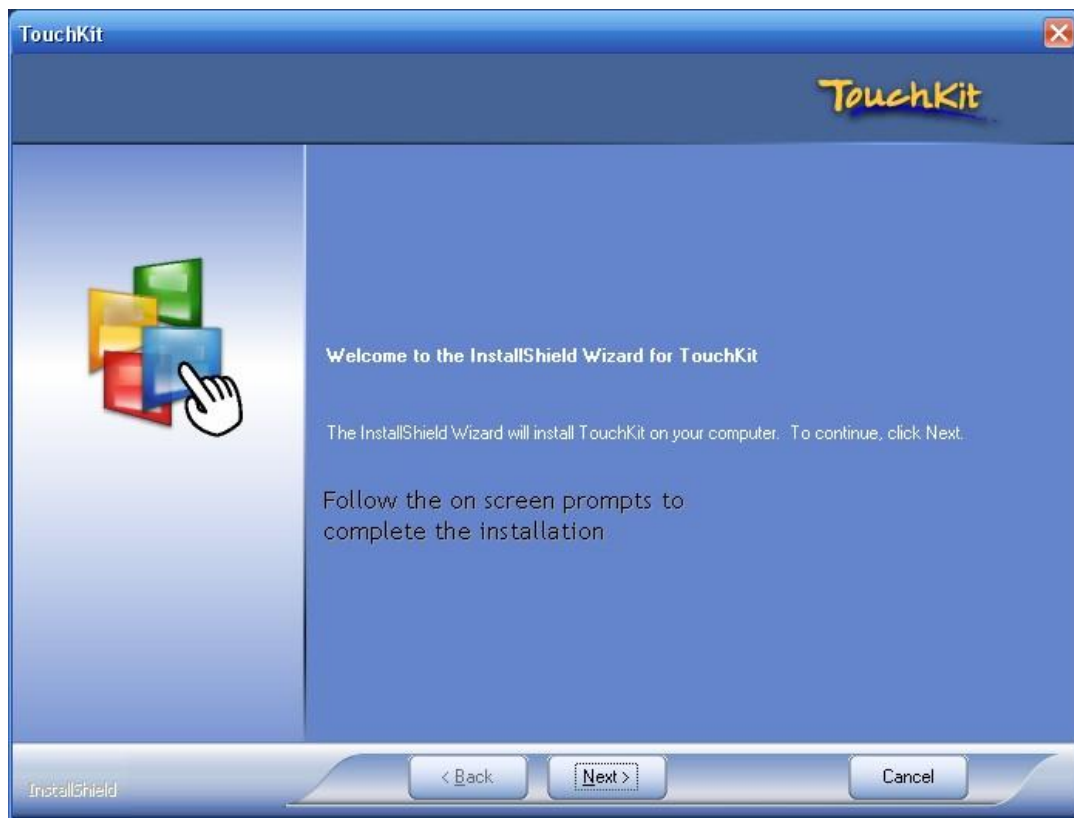 TouchKit
TouchKit
Welcome to the InstallShield Wizard for TouchKit
The InstallShield Wizard will install TouchKit on your computer. To continue, click Next.
Follow the on screen prompts to
complete the installation
InstallShield
< Back
Next >
Cancel